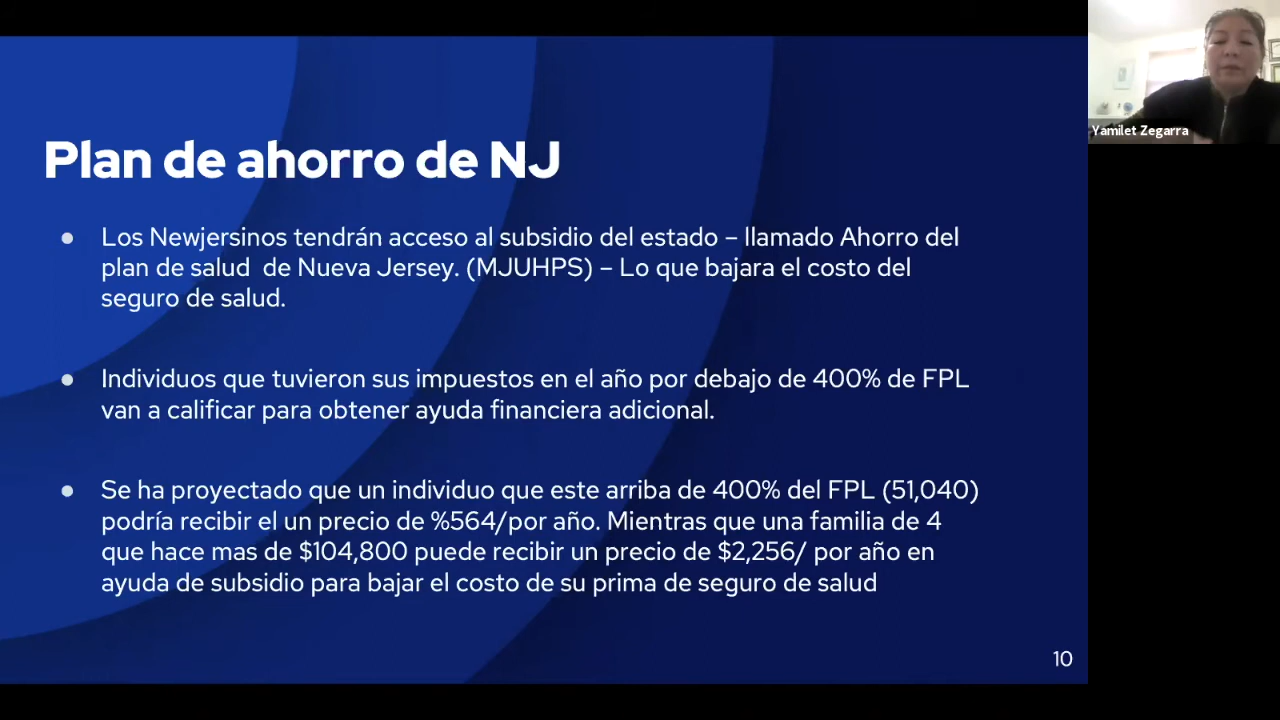 Plan de ahorro de NJ
● Los Newjersinos tendrán acceso al subsidio del estado – llamado Ahorro del
plan de salud  de Nueva Jersey. (MJUHPS) – Lo que bajara el costo del
seguro de salud.
● Individuos que tuvieron sus impuestos en el año por debajo de 400% de FPL
van a calificar para obtener ayuda financiera adicional.
● Se ha proyectado que un individuo que este arriba de 400% del FPL (51,040)
podría recibir el un precio de %564/por año. Mientras que una familia de 4
que hace mas de $104,800 puede recibir un precio de $2,256/ por año en
ayuda de subsidio para bajar el costo de su prima de seguro de salud
10
Yamilet Zegarra